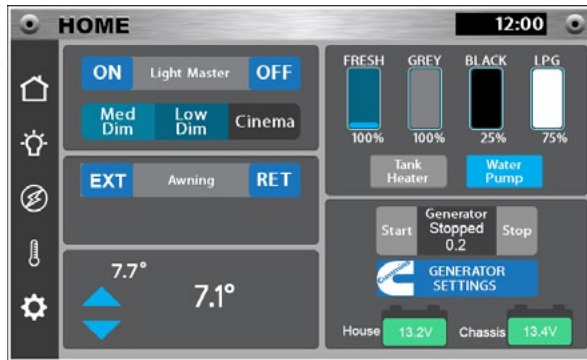 HOME
12:00
ON Light Master OFF
Med Dim
Low Dim
Cinema
EXT Awning RET
7.7°
7.1°
FRESH GREY BLACK LPG
100% 100% 25% 75%
Tank
Heater
Water
Pump
Start
Generator
Stopped
0.2
Stop
Cummins
GENERATOR
SETTINGS
House 13.2V Chassis 13.4V